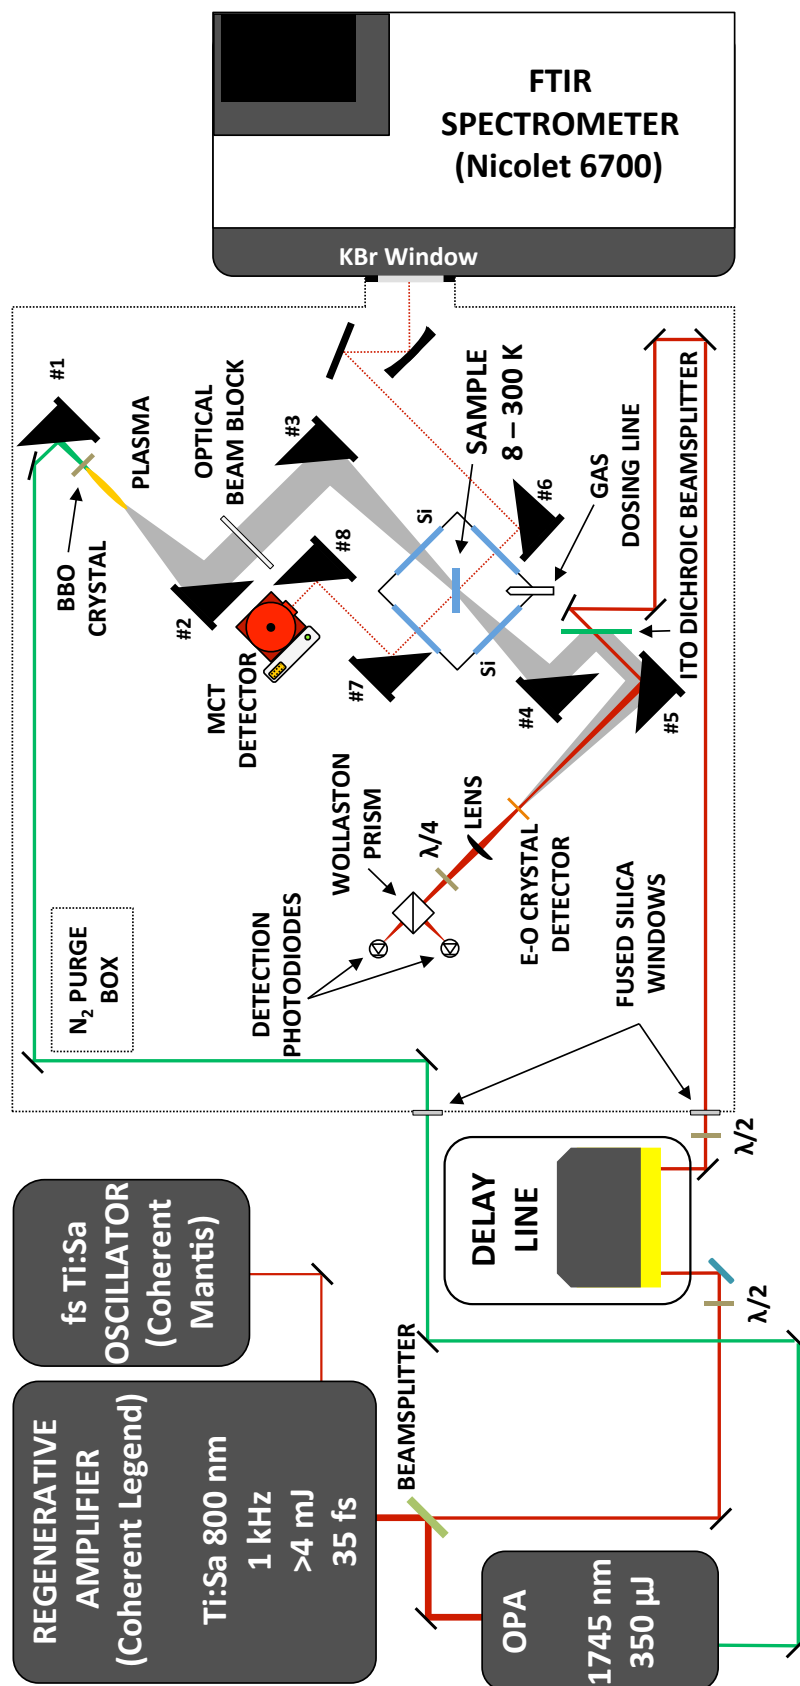 FTIR
SPECTROMETER
(Nicolet 6700)
KBr Window
#1
PLASMA
BBO
CRYSTAL
OPTICAL
BEAM BLOCK
#2
#3
#8
MCT
DETECTOR
#7
Si
Si
SAMPLE
8 – 300 K
#6
GAS
DOSING LINE
#4
#5
ITO DICHROIC BEAMSPLITTER
WOLLASTON
PRISM
λ/4
LENS
E-O CRYSTAL
DETECTOR
DETECTION
PHOTODIODES
FUSED SILICA
WINDOWS
N₂ PURGE
BOX
λ/2
DELAY
LINE
λ/2
fs Ti:Sa
OSCILLATOR
(Coherent
Mantis)
REGENERATIVE
AMPLIFIER
(Coherent Legend)
Ti:Sa 800 nm
1 kHz
>4 mJ
35 fs
BEAMSPLITTER
OPA
1745 nm
350 µJ